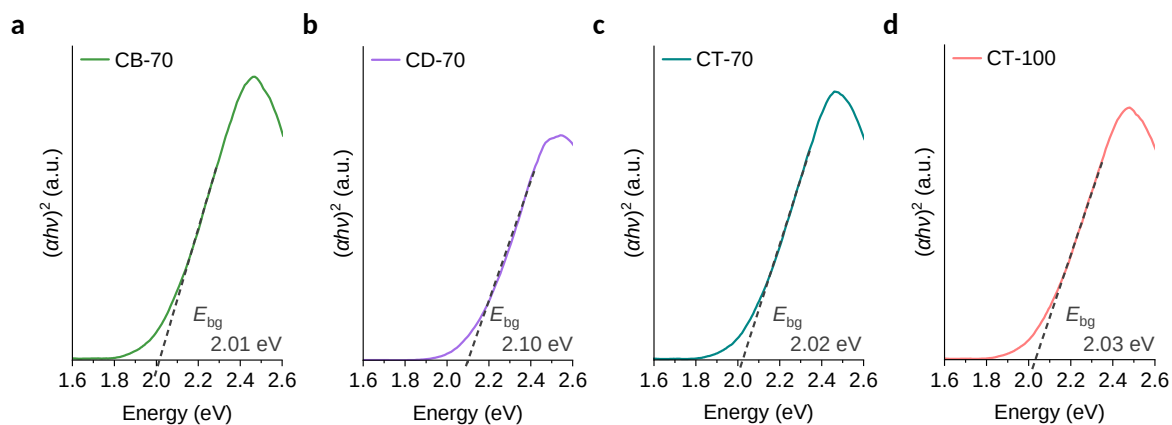 a
CB-70
(αhν)² (a.u.)
E_bg
2.01 eV
1.6 1.8 2.0 2.2 2.4 2.6
Energy (eV)
b
CD-70
(αhν)² (a.u.)
E_bg
2.10 eV
1.6 1.8 2.0 2.2 2.4 2.6
Energy (eV)
c
CT-70
(αhν)² (a.u.)
E_bg
2.02 eV
1.6 1.8 2.0 2.2 2.4 2.6
Energy (eV)
d
CT-100
(αhν)² (a.u.)
E_bg
2.03 eV
1.6 1.8 2.0 2.2 2.4 2.6
Energy (eV)